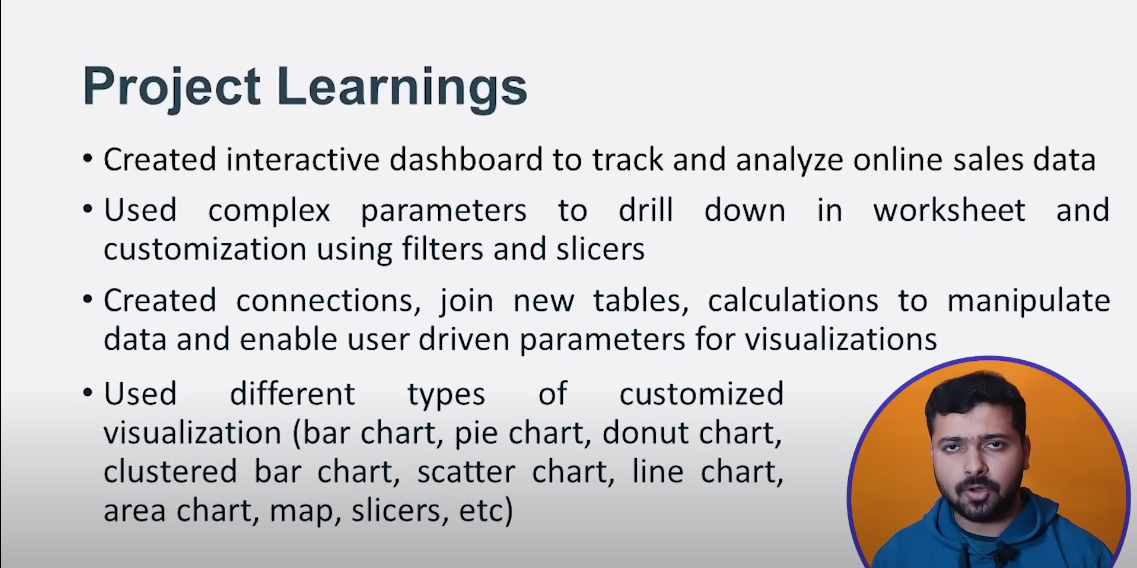 Project Learnings
• Created interactive dashboard to track and analyze online sales data
• Used complex parameters to drill down in worksheet and
customization using filters and slicers
• Created connections, join new tables, calculations to manipulate
data and enable user driven parameters for visualizations
• Used different types of customized
visualization (bar chart, pie chart, donut chart,
clustered bar chart, scatter chart, line chart,
area chart, map, slicers, etc)